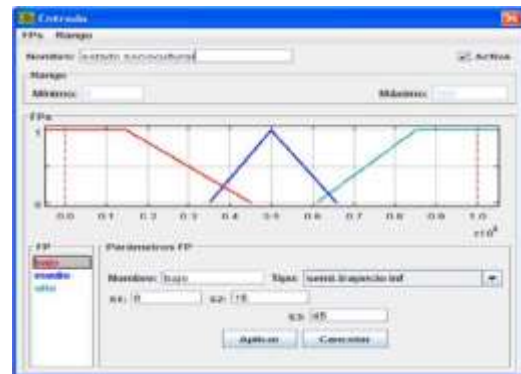 Entrada
FPs Rango
Nombre: estado sociocultural
Activa
Rango
Mínimo:
Máximo:
FPs
1
0
0.0 0.1 0.2 0.3 0.4 0.5 0.6 0.7 0.8 0.9 1.0
FP
bajo
medio
alto
Parámetros FP
Nombre: bajo Tipo: semi.trapecio inf
x1: 0 x2: 15
x3: 45
Aplicar Cancelar